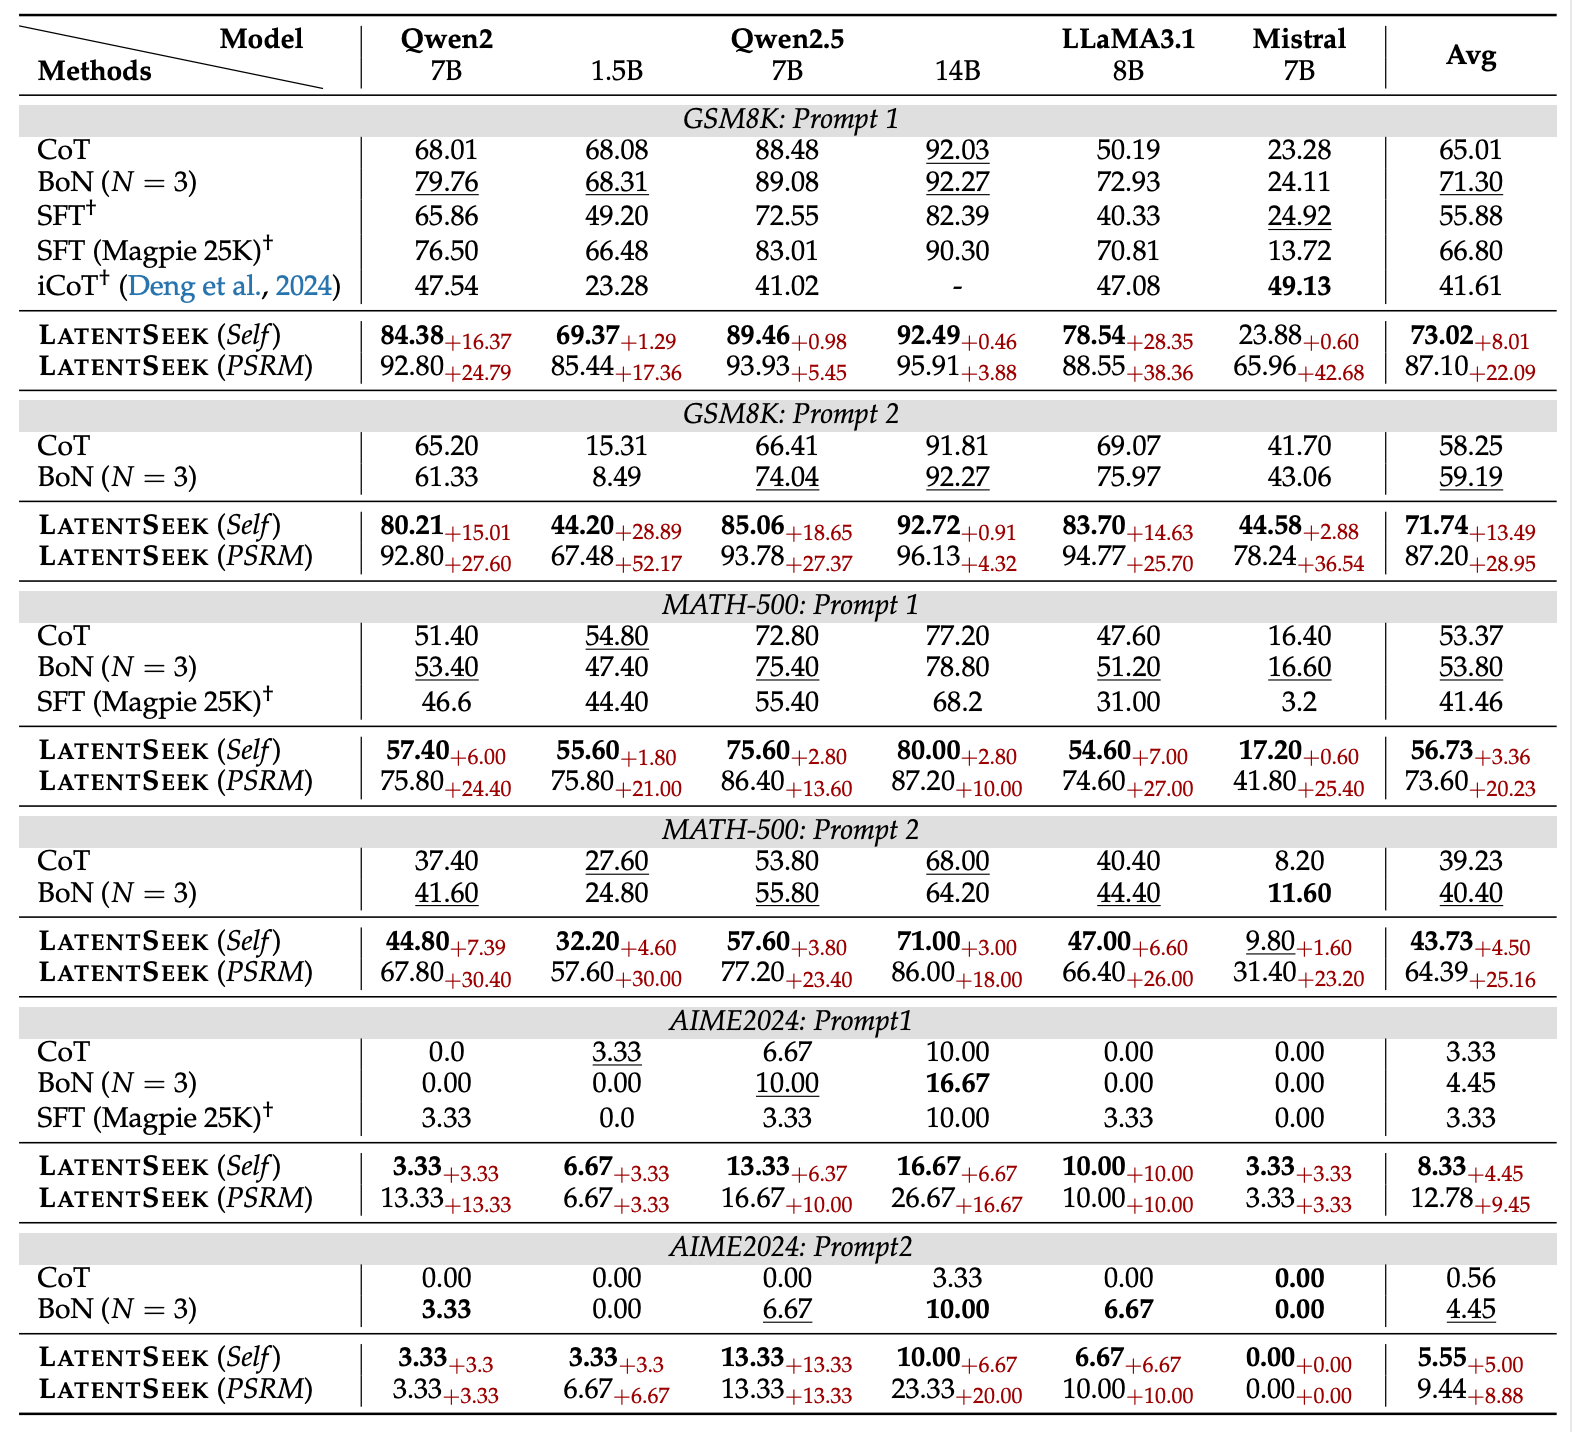 Model Qwen2 Qwen2.5 LLaMA3.1 Mistral Avg
Methods 7B 1.5B 7B 14B 8B 7B
GSM8K: Prompt 1
CoT 68.01 68.08 88.48 92.03 50.19 23.28 65.01
BoN (N = 3) 79.76 68.31 89.08 92.27 72.93 24.11 71.30
SFT† 65.86 49.20 72.55 82.39 40.33 24.92 55.88
SFT (Magpie 25K)† 76.50 66.48 83.01 90.30 70.81 13.72 66.80
iCoT† (Deng et al., 2024) 47.54 23.28 41.02 - 47.08 49.13 41.61
LATENTSEEK (Self) 84.38+16.37 69.37+1.29 89.46+0.98 92.49+0.46 78.54+28.35 23.88+0.60 73.02+8.01
LATENTSEEK (PSRM) 92.80+24.79 85.44+17.36 93.93+5.45 95.91+3.88 88.55+38.36 65.96+42.68 87.10+22.09
GSM8K: Prompt 2
CoT 65.20 15.31 66.41 91.81 69.07 41.70 58.25
BoN (N = 3) 61.33 8.49 74.04 92.27 75.97 43.06 59.19
LATENTSEEK (Self) 80.21+15.01 44.20+28.89 85.06+18.65 92.72+0.91 83.70+14.63 44.58+2.88 71.74+13.49
LATENTSEEK (PSRM) 92.80+27.60 67.48+52.17 93.78+27.37 96.13+4.32 94.77+25.70 78.24+36.54 87.20+28.95
MATH-500: Prompt 1
CoT 51.40 54.80 72.80 77.20 47.60 16.40 53.37
BoN (N = 3) 53.40 47.40 75.40 78.80 51.20 16.60 53.80
SFT (Magpie 25K)† 46.6 44.40 55.40 68.2 31.00 3.2 41.46
LATENTSEEK (Self) 57.40+6.00 55.60+1.80 75.60+2.80 80.00+2.80 54.60+7.00 17.20+0.60 56.73+3.36
LATENTSEEK (PSRM) 75.80+24.40 75.80+21.00 86.40+13.60 87.20+10.00 74.60+27.00 41.80+25.40 73.60+20.23
MATH-500: Prompt 2
CoT 37.40 27.60 53.80 68.00 40.40 8.20 39.23
BoN (N = 3) 41.60 24.80 55.80 64.20 44.40 11.60 40.40
LATENTSEEK (Self) 44.80+7.39 32.20+4.60 57.60+3.80 71.00+3.00 47.00+6.60 9.80+1.60 43.73+4.50
LATENTSEEK (PSRM) 67.80+30.40 57.60+30.00 77.20+23.40 86.00+18.00 66.40+26.00 31.40+23.20 64.39+25.16
AIME2024: Prompt1
CoT 0.0 3.33 6.67 10.00 0.00 0.00 3.33
BoN (N = 3) 0.00 0.00 10.00 16.67 0.00 0.00 4.45
SFT (Magpie 25K)† 3.33 0.0 3.33 10.00 3.33 0.00 3.33
LATENTSEEK (Self) 3.33+3.33 6.67+3.33 13.33+6.37 16.67+6.67 10.00+10.00 3.33+3.33 8.33+4.45
LATENTSEEK (PSRM) 13.33+13.33 6.67+3.33 16.67+10.00 26.67+16.67 10.00+10.00 3.33+3.33 12.78+9.45
AIME2024: Prompt2
CoT 0.00 0.00 0.00 3.33 0.00 0.00 0.56
BoN (N = 3) 3.33 0.00 6.67 10.00 6.67 0.00 4.45
LATENTSEEK (Self) 3.33+3.3 3.33+3.3 13.33+13.33 10.00+6.67 6.67+6.67 0.00+0.00 5.55+5.00
LATENTSEEK (PSRM) 3.33+3.33 6.67+6.67 13.33+13.33 23.33+20.00 10.00+10.00 0.00+0.00 9.44+8.88